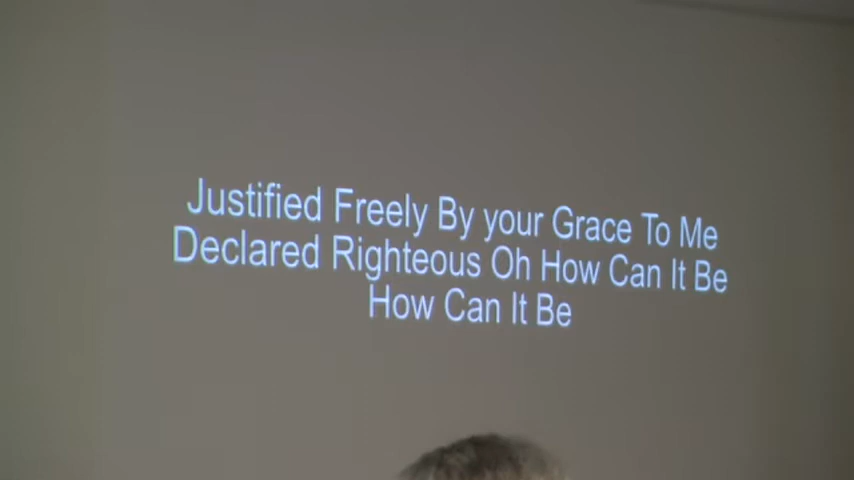 Justified Freely By your Grace To Me
Declared Righteous Oh How Can It Be
How Can It Be